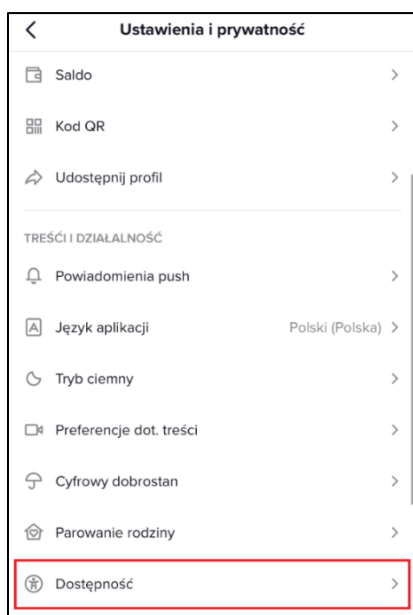 Ustawienia i prywatność
Saldo
Kod QR
Udostępnij profil
TREŚCI I DZIAŁALNOŚĆ
Powiadomienia push
Język aplikacji Polski (Polska)
Tryb ciemny
Preferencje dot. treści
Cyfrowy dobrostan
Parowanie rodziny
Dostępność